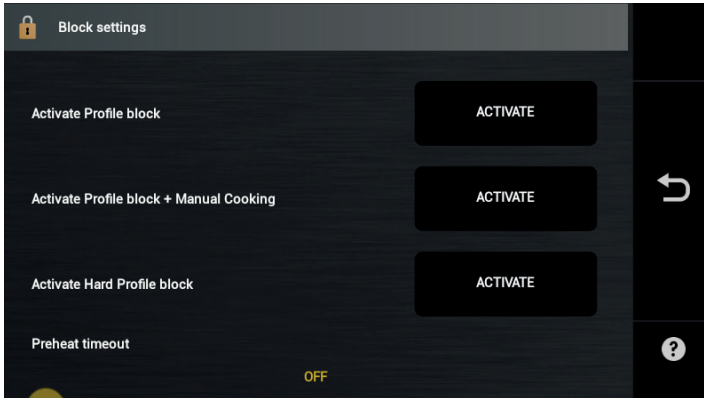 Block settings
Activate Profile block
ACTIVATE
Activate Profile block + Manual Cooking
ACTIVATE
Activate Hard Profile block
ACTIVATE
Preheat timeout
OFF
?